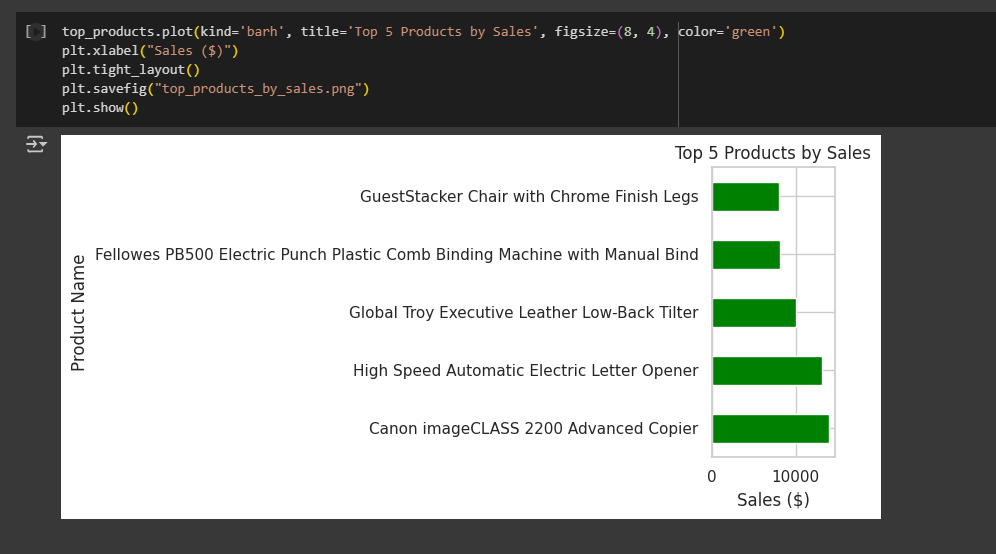 top_products.plot(kind='barh', title='Top 5 Products by Sales', figsize=(8, 4), color='green')
plt.xlabel("Sales ($)")
plt.tight_layout()
plt.savefig("top_products_by_sales.png")
plt.show()
Top 5 Products by Sales
GuestStacker Chair with Chrome Finish Legs
Fellowes PB500 Electric Punch Plastic Comb Binding Machine with Manual Bind
Global Troy Executive Leather Low-Back Tilter
High Speed Automatic Electric Letter Opener
Canon imageCLASS 2200 Advanced Copier
Product Name
0 10000
Sales ($)